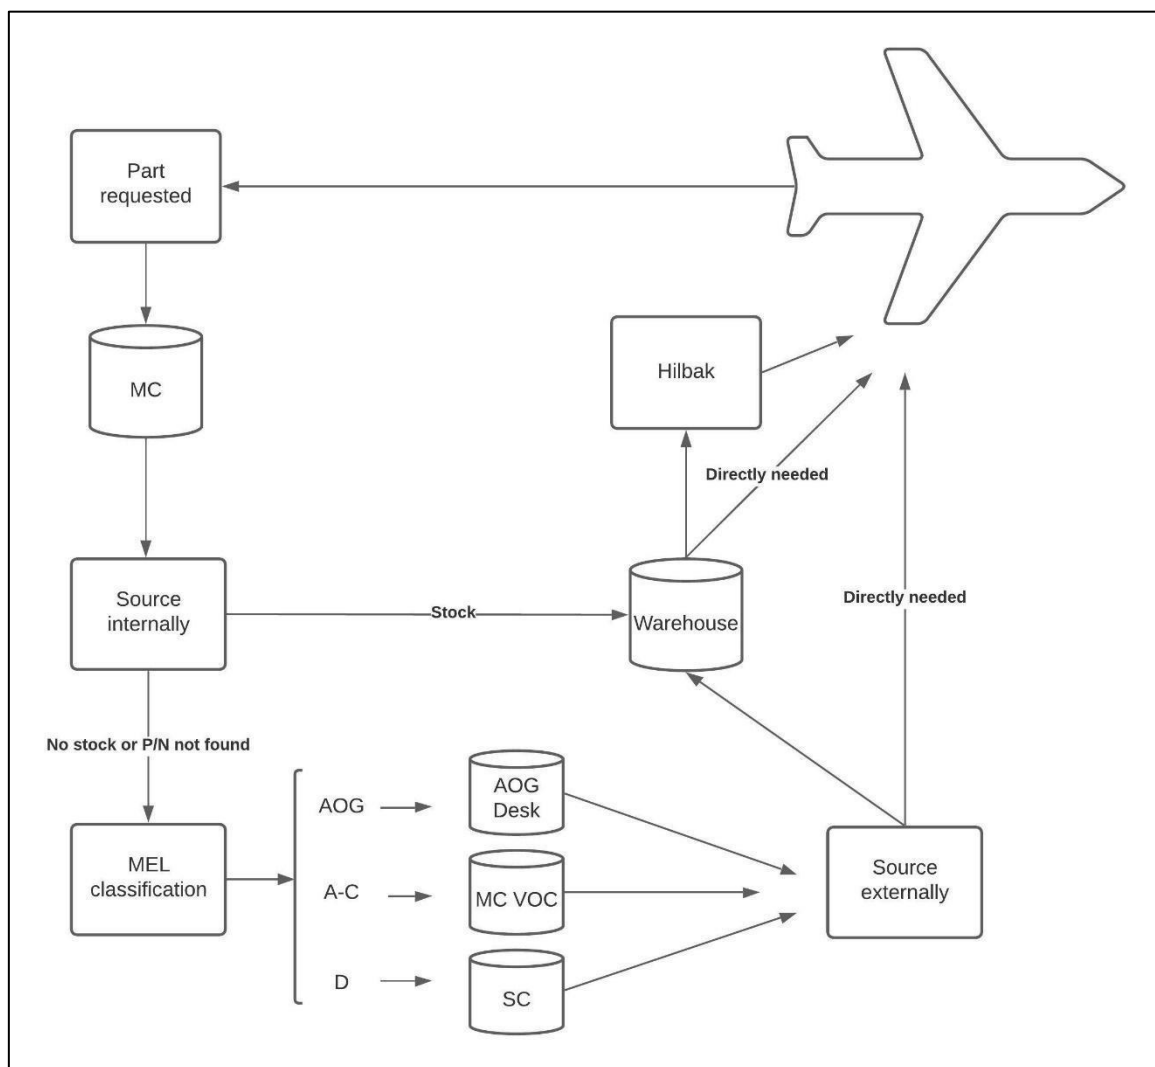 Part
requested
MC
Hilbak
Directly needed
Source
internally
Stock
Warehouse
Directly needed
No stock or P/N not found
MEL
classification
AOG
AOG
Desk
A-C
MC VOC
D
SC
Source
externally